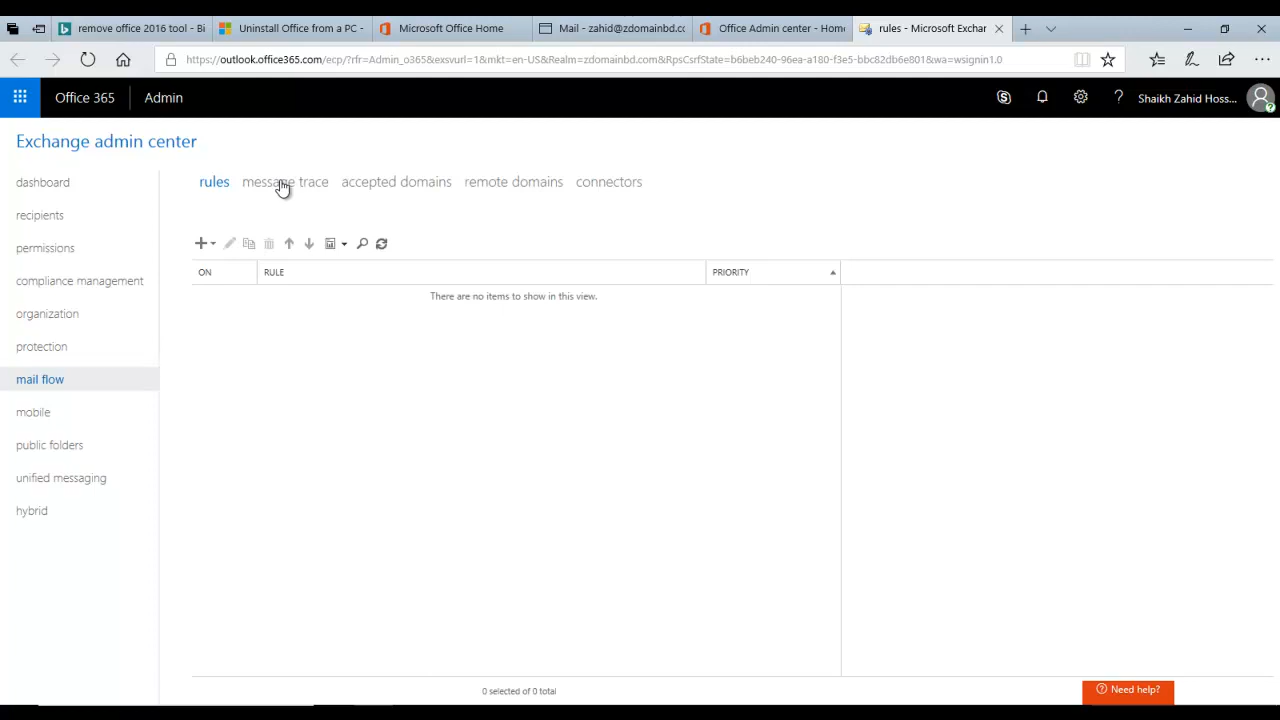 remove office 2016 tool - Bi
Uninstall Office from a PC -
Microsoft Office Home
Mail - zahid@zdomainbd.cc
Office Admin center - Home
rules - Microsoft Exchan
https://outlook.office365.com/ecp/?rfr=Admin_o365&exsvurl=1&mkt=en-US&Realm=zdomainbd.com&RpsCsrfState=b6beb240-96ea-a180-f3e5-bbc82db6e801&wa=wsignin1.0
Office 365
Admin
Shaikh Zahid Hoss...
Exchange admin center
dashboard
recipients
permissions
compliance management
organization
protection
mail flow
mobile
public folders
unified messaging
hybrid
rules
message trace
accepted domains
remote domains
connectors
ON
RULE
PRIORITY
There are no items to show in this view.
0 selected of 0 total
Need help?